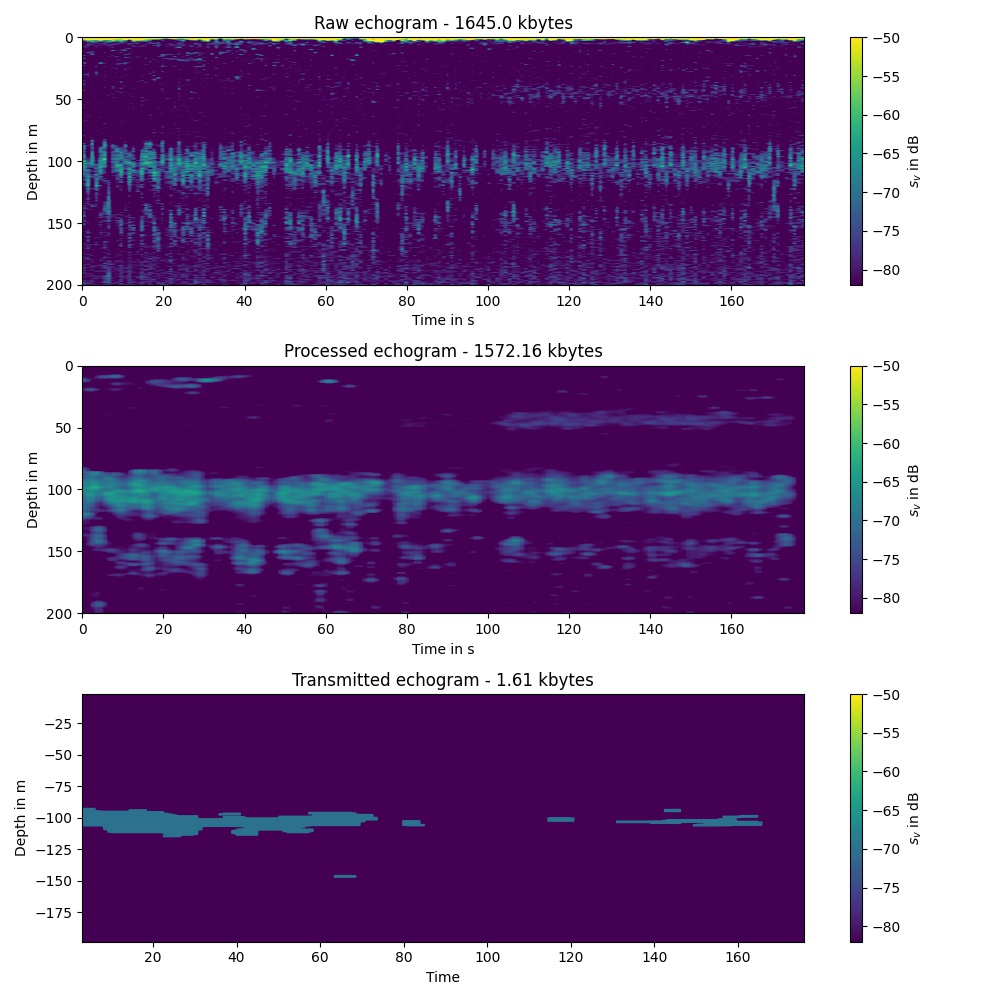 Raw echogram - 1645.0 kbytes
0
50
100
150
200
Depth in m
0 20 40 60 80 100 120 140 160
Time in s
−50
−55
−60
−65
−70
−75
−80
sv in dB
Processed echogram - 1572.16 kbytes
0
50
100
150
200
Depth in m
0 20 40 60 80 100 120 140 160
Time in s
−50
−55
−60
−65
−70
−75
−80
sv in dB
Transmitted echogram - 1.61 kbytes
−25
−50
−75
−100
−125
−150
−175
Depth in m
20 40 60 80 100 120 140 160
Time
−50
−55
−60
−65
−70
−75
−80
sv in dB